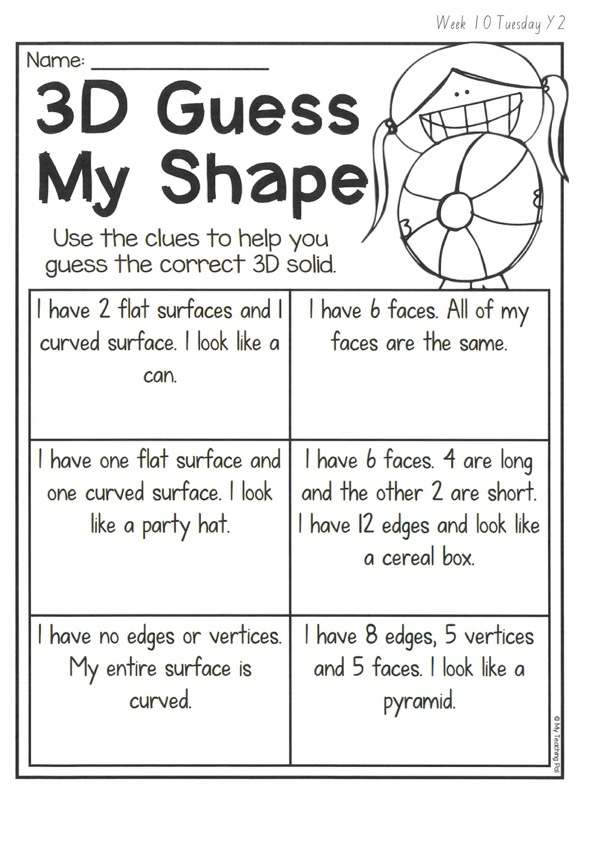 Week 10 Tuesday Y2
Name:
3D Guess
My Shape
Use the clues to help you
guess the correct 3D solid.
I have 2 flat surfaces and 1
curved surface. I look like a
can.
I have 6 faces. All of my
faces are the same.
I have one flat surface and
one curved surface. I look
like a party hat.
I have 6 faces. 4 are long
and the other 2 are short.
I have 12 edges and look like
a cereal box.
I have no edges or vertices.
My entire surface is
curved.
I have 8 edges, 5 vertices
and 5 faces. I look like a
pyramid.
© My Teaching Pal